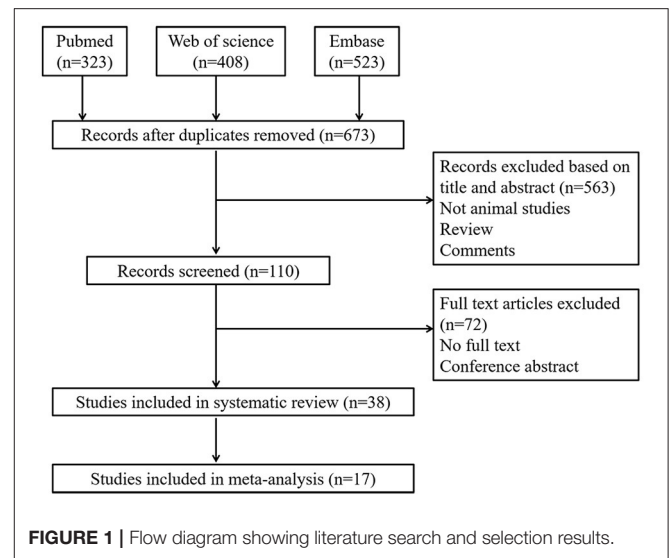 Pubmed
(n=323)
Web of science
(n=408)
Embase
(n=523)
Records after duplicates removed (n=673)
Records excluded based on
title and abstract (n=563)
Not animal studies
Review
Comments
Records screened (n=110)
Full text articles excluded
(n=72)
No full text
Conference abstract
Studies included in systematic review (n=38)
Studies included in meta-analysis (n=17)
FIGURE 1 | Flow diagram showing literature search and selection results.